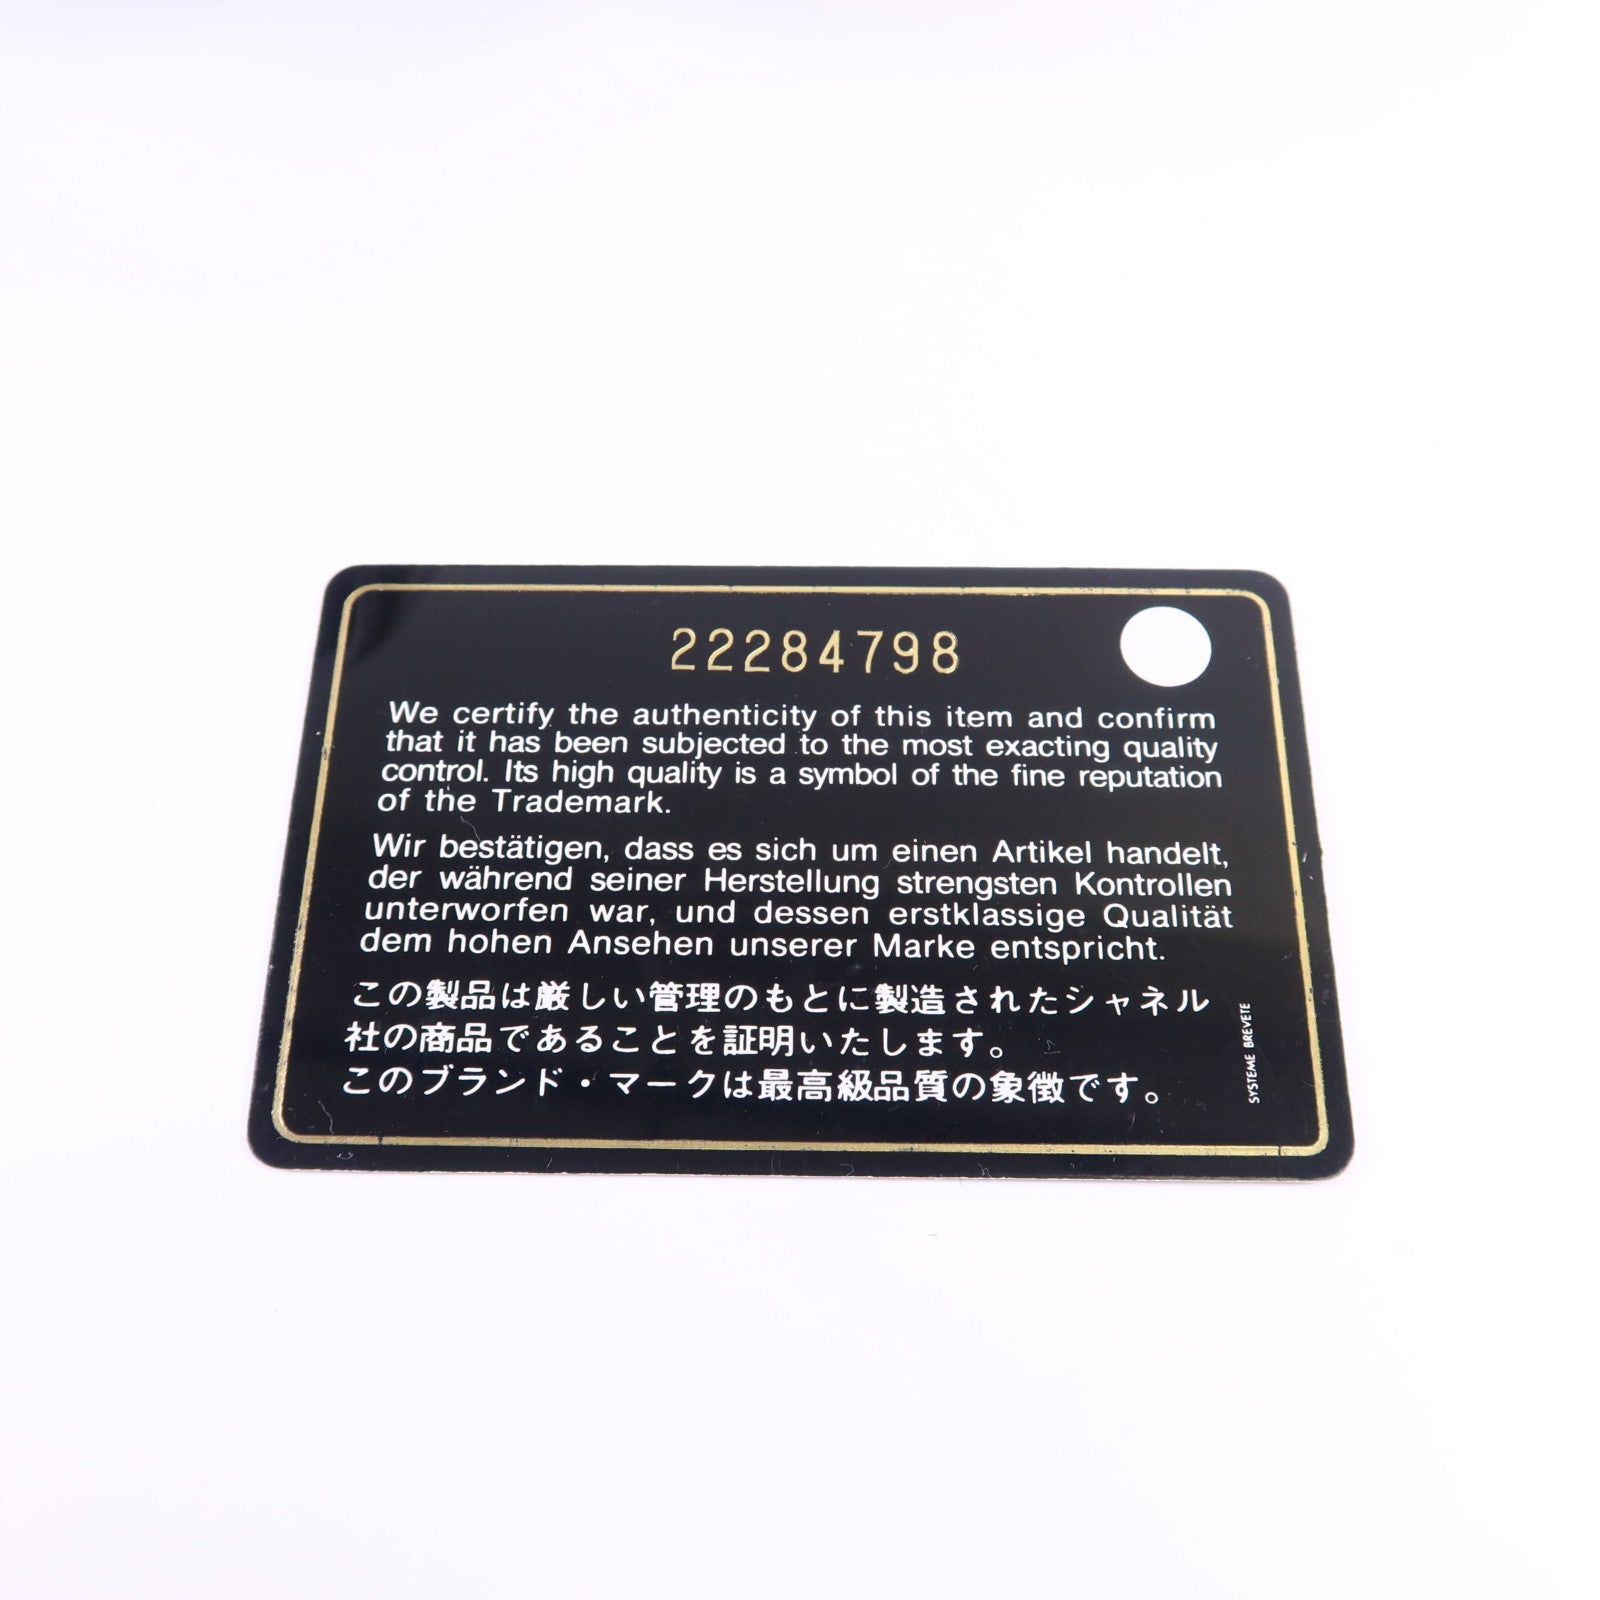 22284798
We certify the authenticity of this item and confirm
that it has been subjected to the most exacting quality
control. Its high quality is a symbol of the fine reputation
of the Trademark.
Wir bestätigen, dass es sich um einen Artikel handelt,
der während seiner Herstellung strengsten Kontrollen
unterworfen war, und dessen erstklassige Qualität
dem hohen Ansehen unserer Marke entspricht.
この製品は厳しい管理のもとに製造されたシャネル
社の商品であることを証明いたします。
このブランド・マークは最高級品質の象徴です。
SYSTEME BREVETE